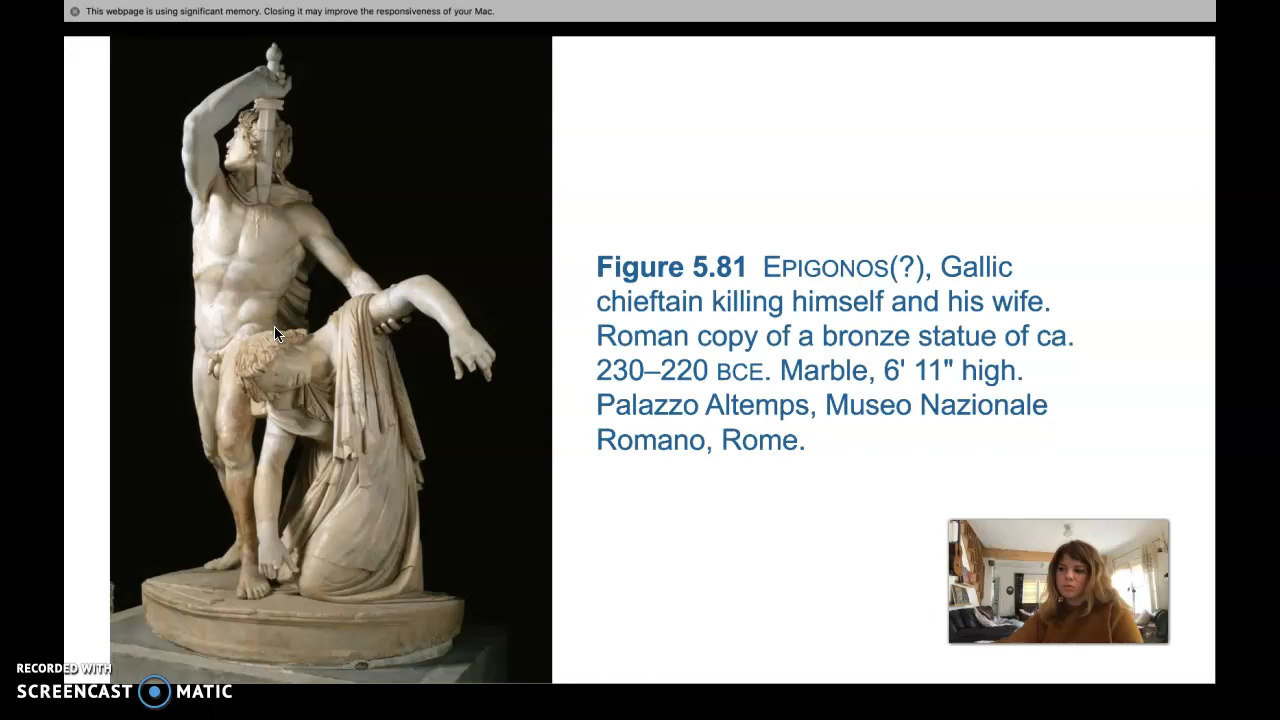 This webpage is using significant memory. Closing it may improve the responsiveness of your Mac.
Figure 5.81 EPIGONOS(?), Gallic
chieftain killing himself and his wife.
Roman copy of a bronze statue of ca.
230–220 BCE. Marble, 6' 11" high.
Palazzo Altemps, Museo Nazionale
Romano, Rome.
RECORDED WITH
SCREENCAST MATIC